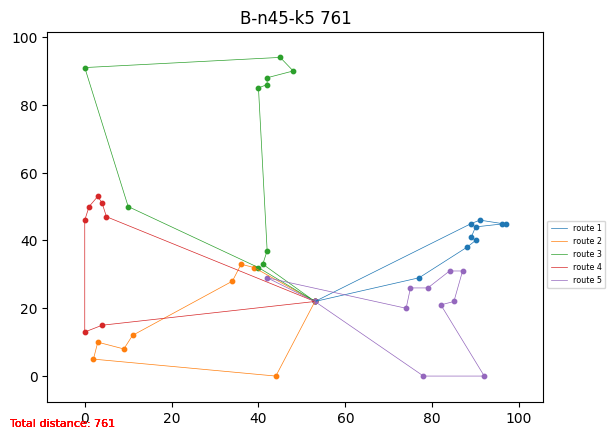 B-n45-k5 761
100
80
60
40
20
0
0 20 40 60 80 100
route 1
route 2
route 3
route 4
route 5
Total distance: 761